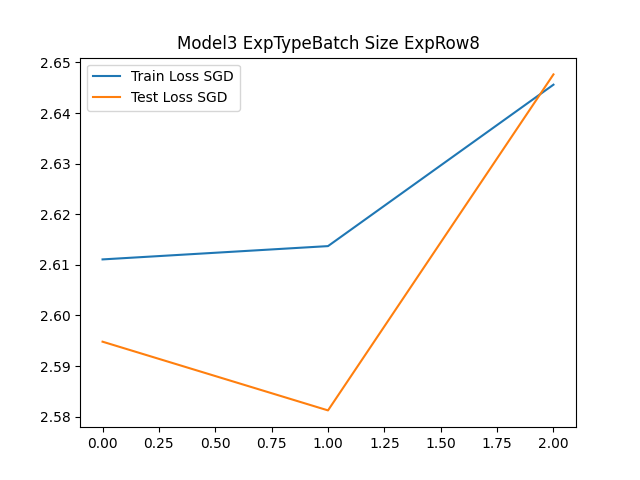 Model3 ExpTypeBatch Size ExpRow8
Train Loss SGD
Test Loss SGD
2.65
2.64
2.63
2.62
2.61
2.60
2.59
2.58
0.00 0.25 0.50 0.75 1.00 1.25 1.50 1.75 2.00